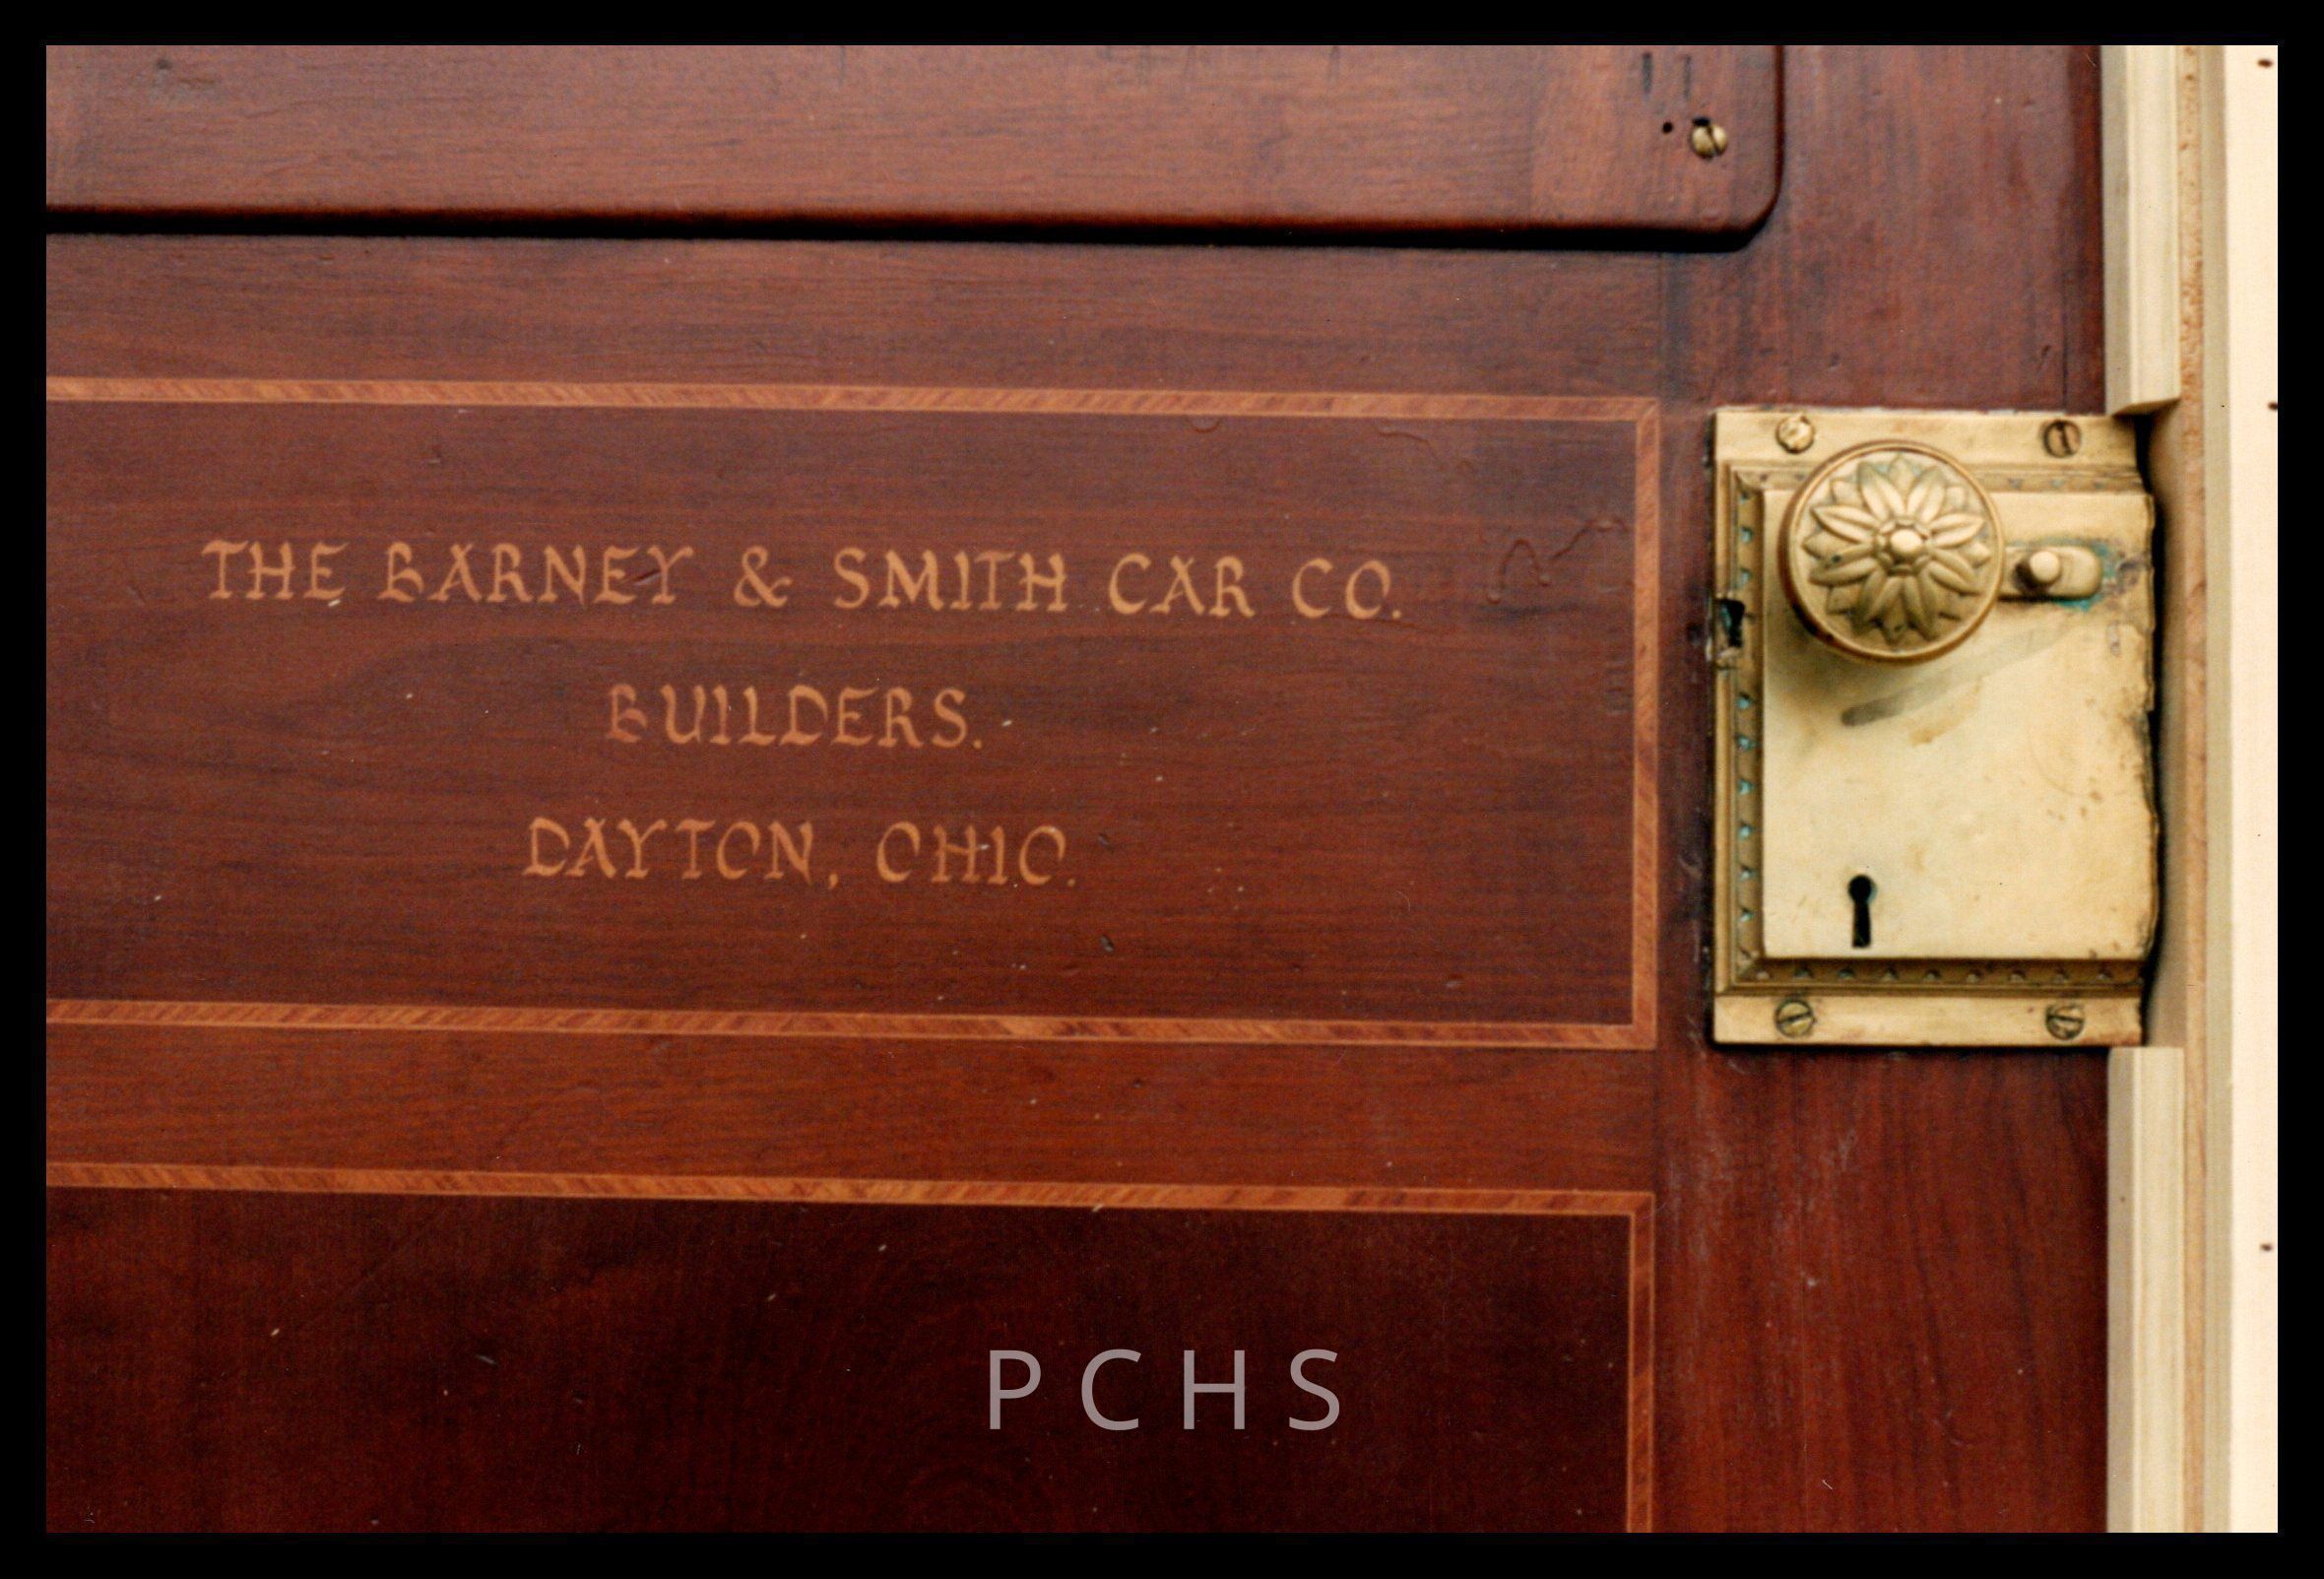 THE BARNEY & SMITH CAR CO.
BUILDERS.
DAYTON, OHIO.
PCHS